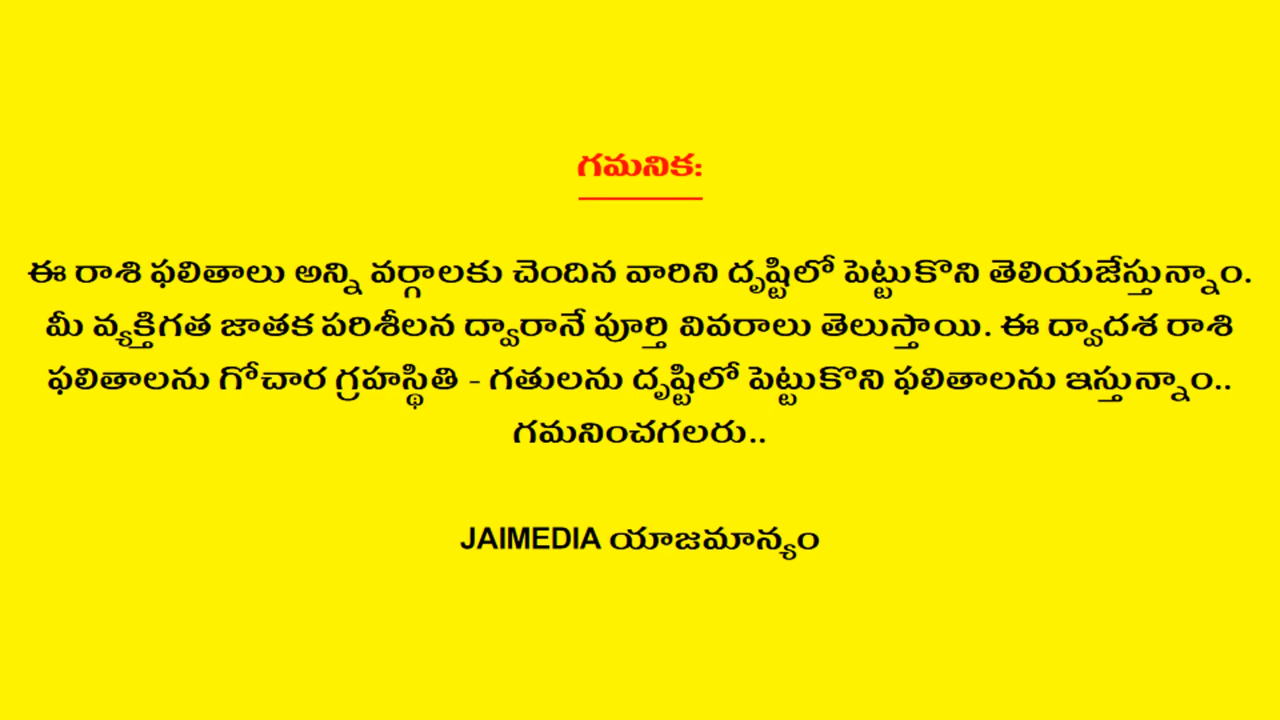 గమనిక:
ఈ రాశి ఫలితాలు అన్ని వర్గాలకు చెందిన వారిని దృష్టిలో పెట్టుకొని తెలియజేస్తున్నాం.
మీ వ్యక్తిగత జాతక పరిశీలన ద్వారానే పూర్తి వివరాలు తెలుస్తాయి. ఈ ద్వాదశ రాశి
ఫలితాలను గోచార గ్రహస్థితి - గతులను దృష్టిలో పెట్టుకొని ఫలితాలను ఇస్తున్నాం..
గమనించగలరు..
JAIMEDIA యాజమాన్యం